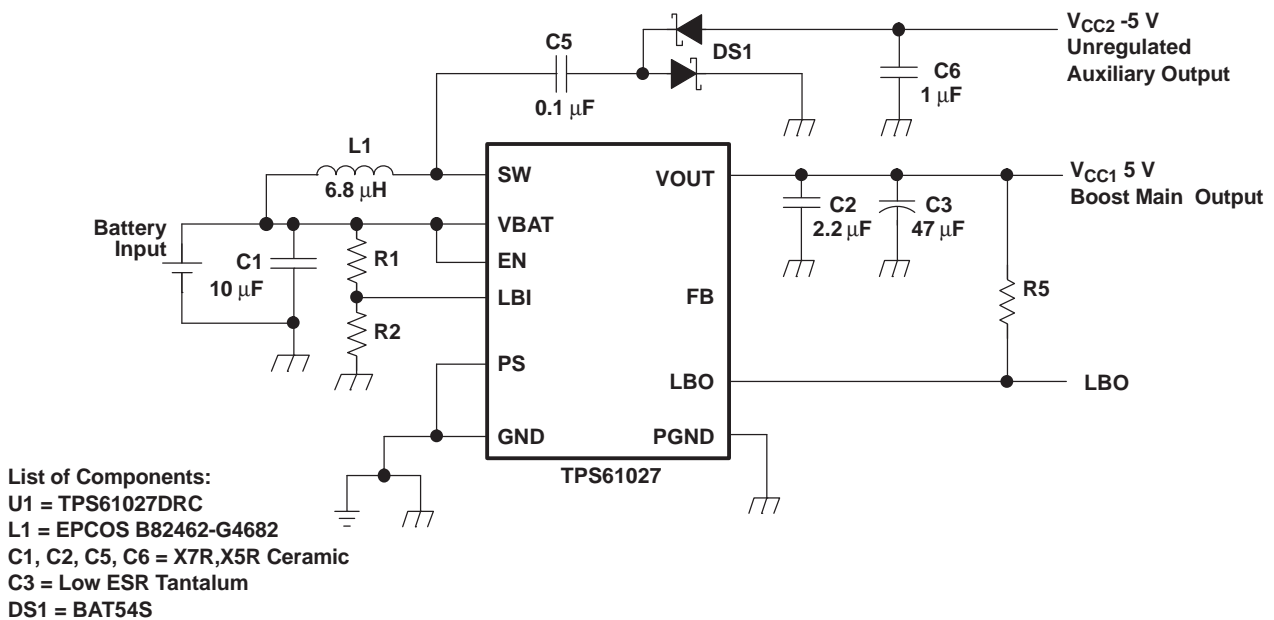 C5
0.1 μF
DS1
VCC2 -5 V
Unregulated
Auxiliary Output
C6
1 μF
L1
6.8 μH
SW
VOUT
VCC1 5 V
Boost Main Output
C2
2.2 μF
C3
47 μF
Battery
Input
VBAT
C1
10 μF
R1
EN
LBI
FB
R5
R2
PS
LBO
LBO
GND
PGND
TPS61027
List of Components:
U1 = TPS61027DRC
L1 = EPCOS B82462-G4682
C1, C2, C5, C6 = X7R,X5R Ceramic
C3 = Low ESR Tantalum
DS1 = BAT54S